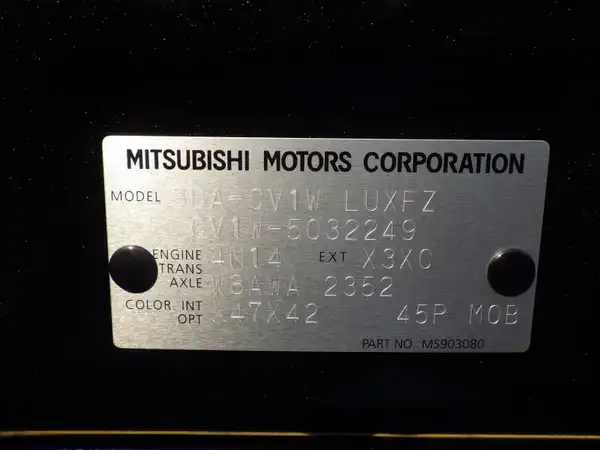 MITSUBISHI MOTORS CORPORATION
MODEL 3DA-CV1W LUXFZ
CV1W-5032249
ENGINE 4N14 EXT X3XC
TRANS AXLE W8AWA 2352
COLOR. INT OPT X47X42 45P M0B
PART NO : MS903080